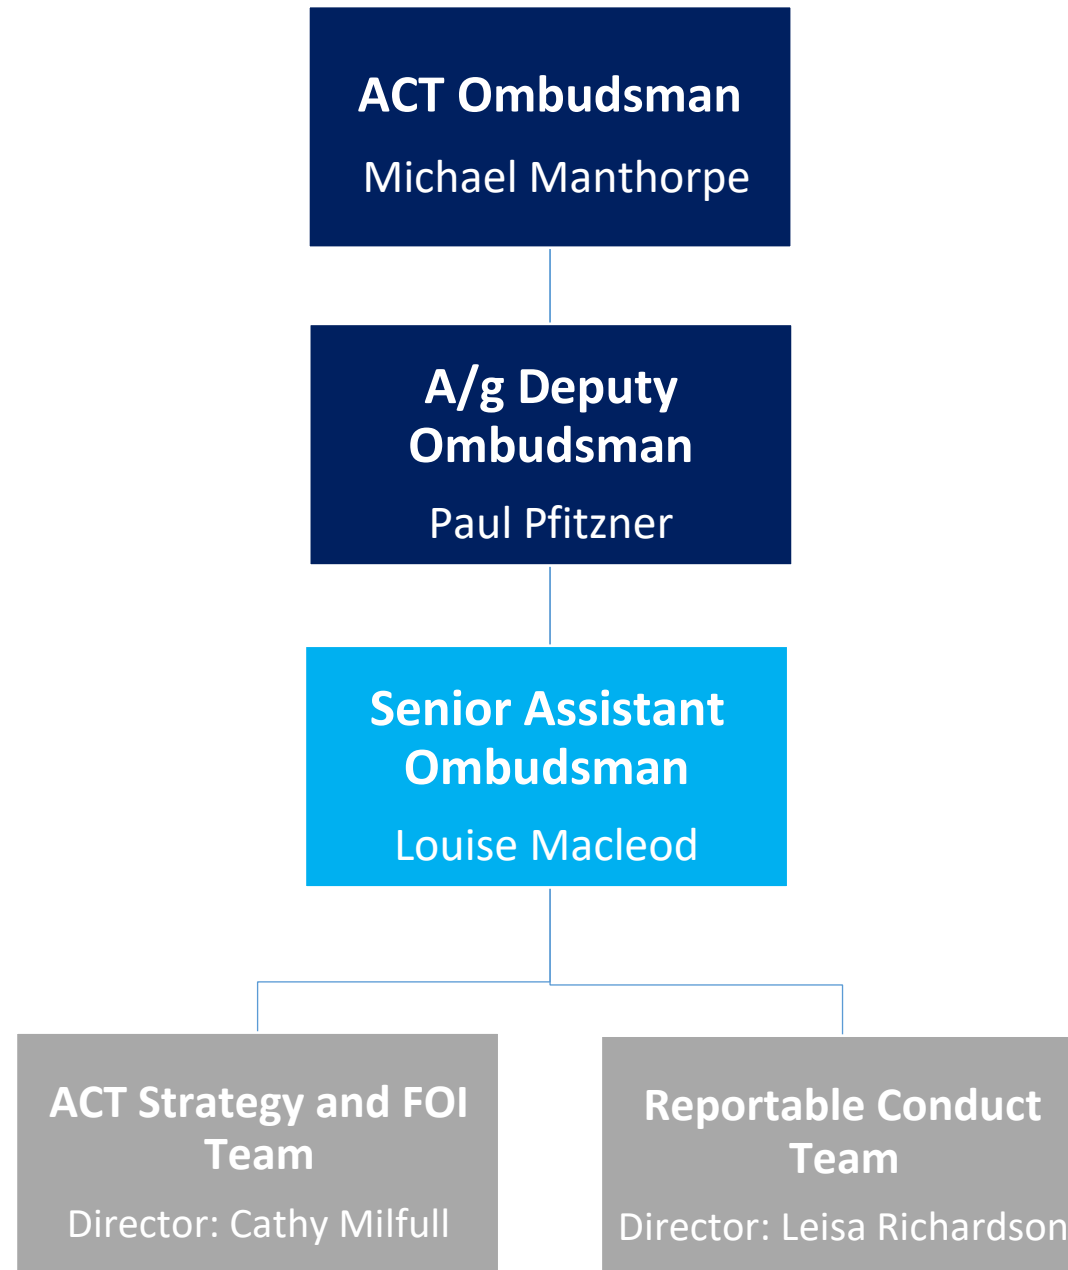 ACT Ombudsman
Michael Manthorpe
A/g Deputy
Ombudsman
Paul Pfitzner
Senior Assistant
Ombudsman
Louise Macleod
ACT Strategy and FOI
Team
Director: Cathy Milfull
Reportable Conduct
Team
Director: Leisa Richardson